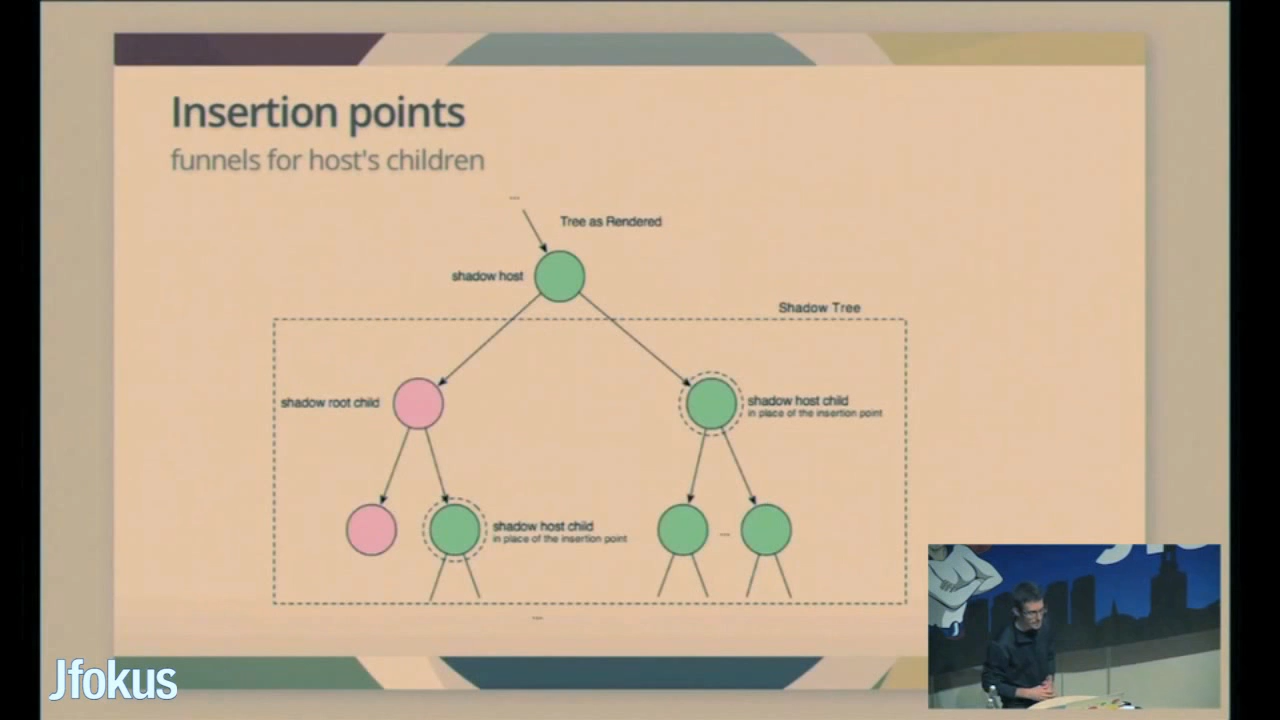 Insertion points
funnels for host's children
...
Tree as Rendered
shadow host
Shadow Tree
shadow root child
shadow host child
in place of the insertion point
shadow host child
in place of the insertion point
...
...
Jfokus